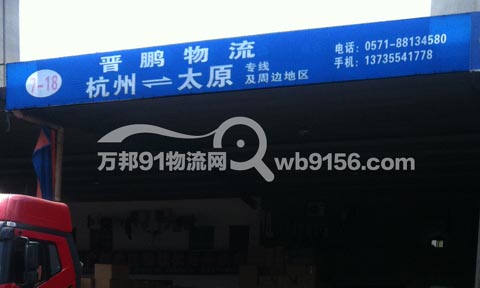 7-18
晋鹏物流
杭州⇌太原 专线
及周边地区
电话：0571-88134580
手机：13735541778
万邦91物流网 wb9156.com